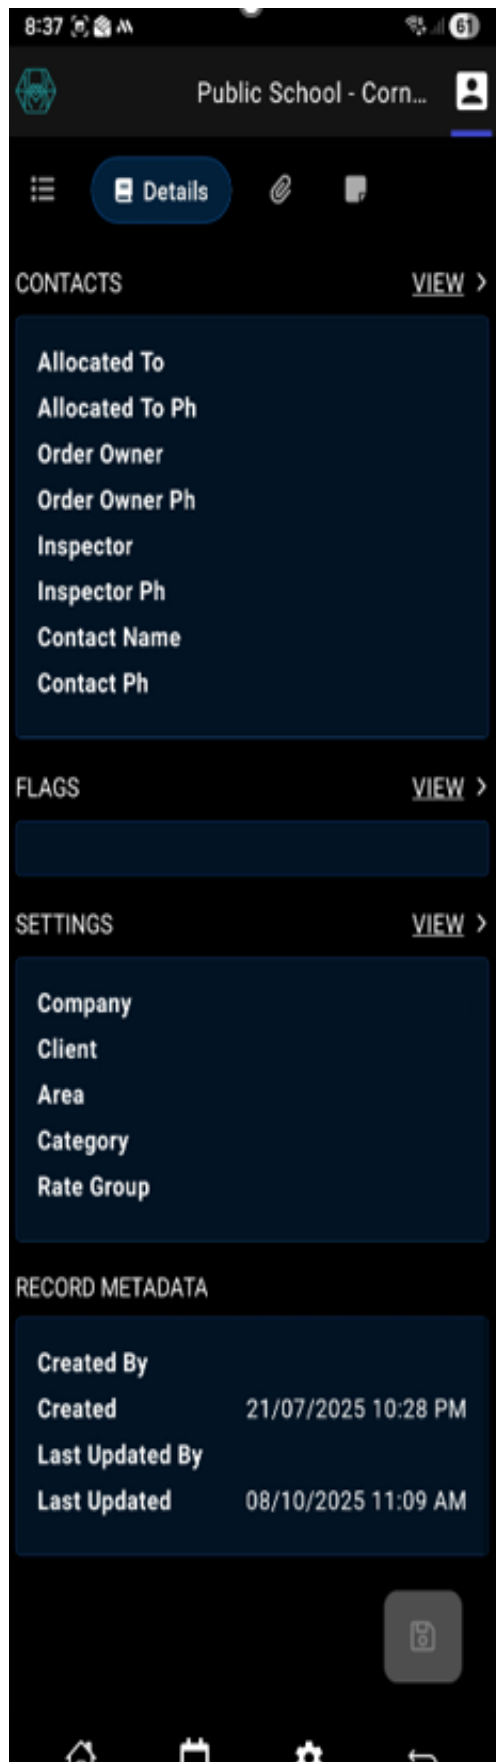 8:37
61
Public School - Corn...
Details
CONTACTS VIEW >
Allocated To
Allocated To Ph
Order Owner
Order Owner Ph
Inspector
Inspector Ph
Contact Name
Contact Ph
FLAGS VIEW >
SETTINGS VIEW >
Company
Client
Area
Category
Rate Group
RECORD METADATA
Created By
Created 21/07/2025 10:28 PM
Last Updated By
Last Updated 08/10/2025 11:09 AM